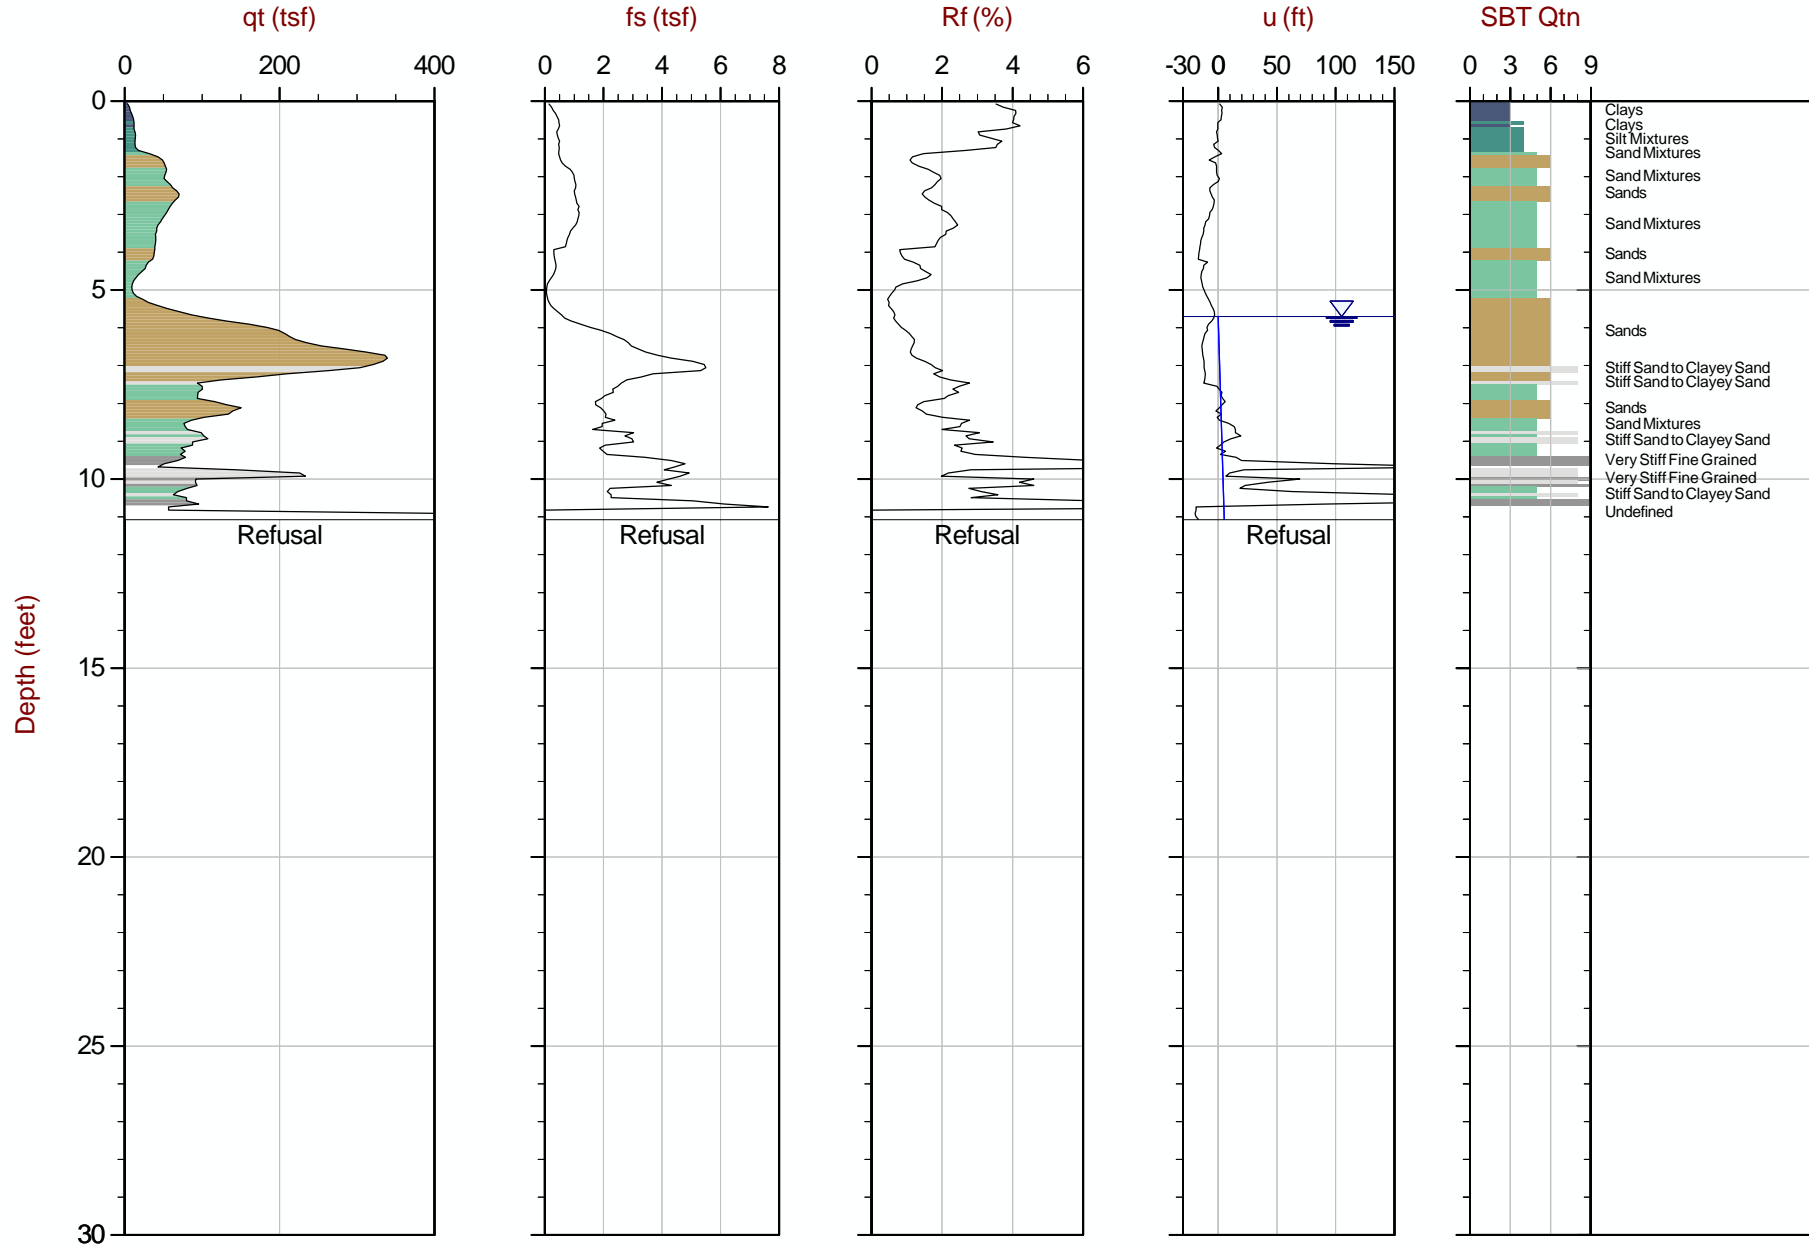 qt (tsf) fs (tsf) Rf (%) u (ft) SBT Qtn
0 200 400 0 2 4 6 8 0 2 4 6 -30 0 50 100 150 0 3 6 9
0
5
10
15
20
25
30
Depth (feet)
Clays
Clays
Silt Mixtures
Sand Mixtures
Sand Mixtures
Sands
Sand Mixtures
Sands
Sand Mixtures
Sands
Stiff Sand to Clayey Sand
Stiff Sand to Clayey Sand
Sands
Sand Mixtures
Stiff Sand to Clayey Sand
Very Stiff Fine Grained
Very Stiff Fine Grained
Stiff Sand to Clayey Sand
Undefined
Refusal Refusal Refusal Refusal